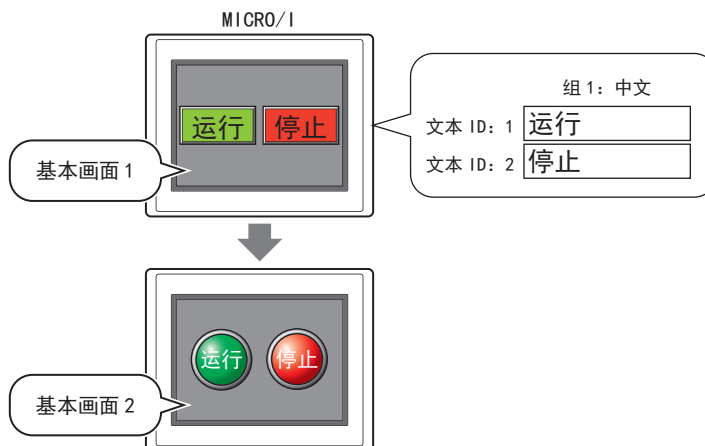 MICRO/I
组1：中文
运行 停止
文本 ID：1 运行
基本画面1
文本 ID：2 停止
运行 停止
基本画面2